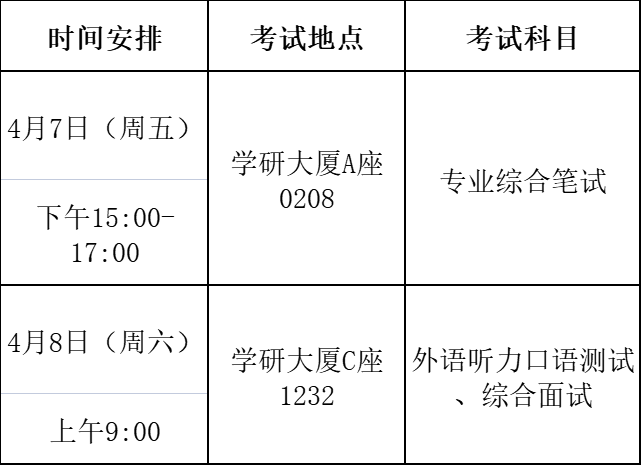 时间安排
考试地点
考试科目
4月7日（周五）
下午15:00-
17:00
学研大厦A座
0208
专业综合笔试
4月8日（周六）
上午9:00
学研大厦C座
1232
外语听力口语测试
、综合面试